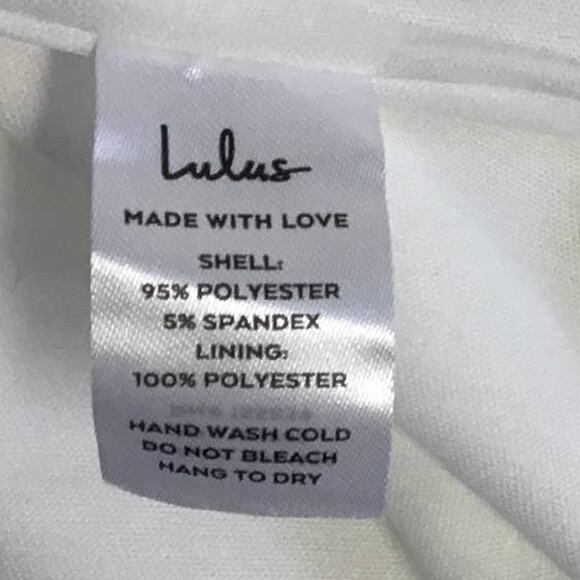 Lulus
MADE WITH LOVE
SHELL:
95% POLYESTER
5% SPANDEX
LINING:
100% POLYESTER
HAND WASH COLD
DO NOT BLEACH
HANG TO DRY